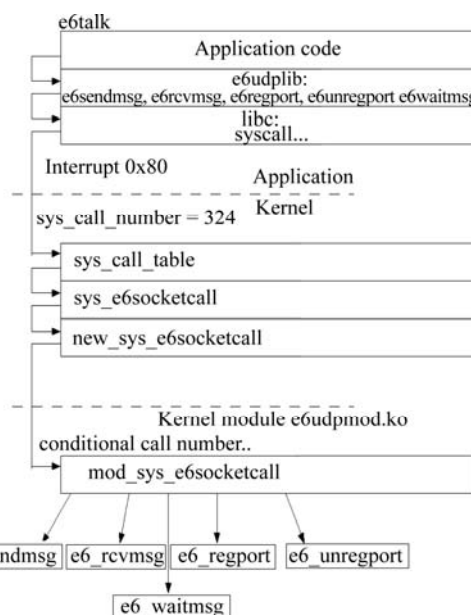 e6talk
Application code
e6udplib:
e6sendmsg, e6rcvmsg, e6regport, e6unregport e6waitmsg
libc:
syscall...
Interrupt 0x80
Application
Kernel
sys_call_number = 324
sys_call_table
sys_e6socketcall
new_sys_e6socketcall
Kernel module e6udpmod.ko
conditional call number..
mod_sys_e6socketcall
ndmsg e6_rcvmsg e6_regport e6_unregport
e6_waitmsg